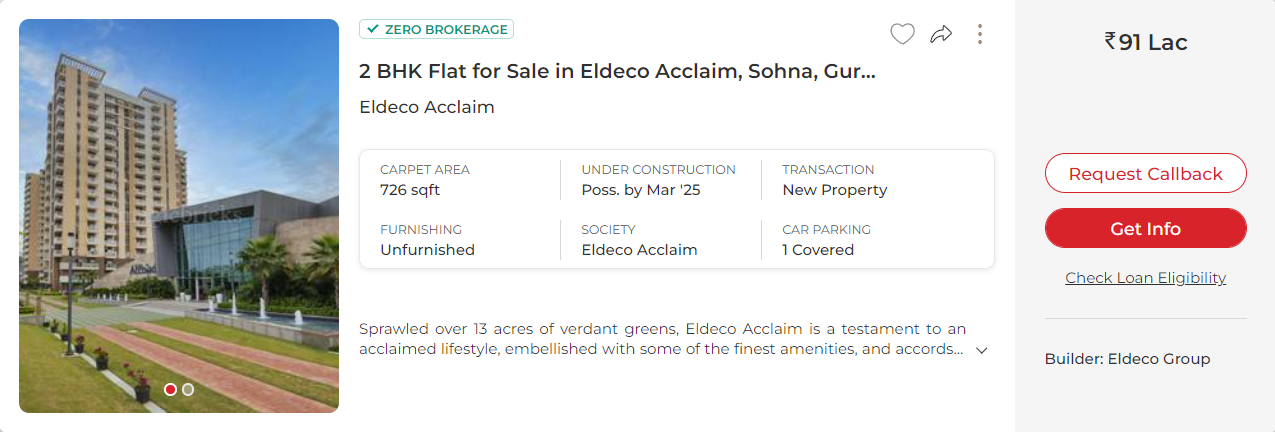 ZERO BROKERAGE
2 BHK Flat for Sale in Eldeco Acclaim, Sohna, Gur...
Eldeco Acclaim
CARPET AREA
726 sqft
UNDER CONSTRUCTION
Poss. by Mar '25
TRANSACTION
New Property
FURNISHING
Unfurnished
SOCIETY
Eldeco Acclaim
CAR PARKING
1 Covered
Sprawled over 13 acres of verdant greens, Eldeco Acclaim is a testament to an
acclaimed lifestyle, embellished with some of the finest amenities, and accords...
₹91 Lac
Request Callback
Get Info
Check Loan Eligibility
Builder: Eldeco Group